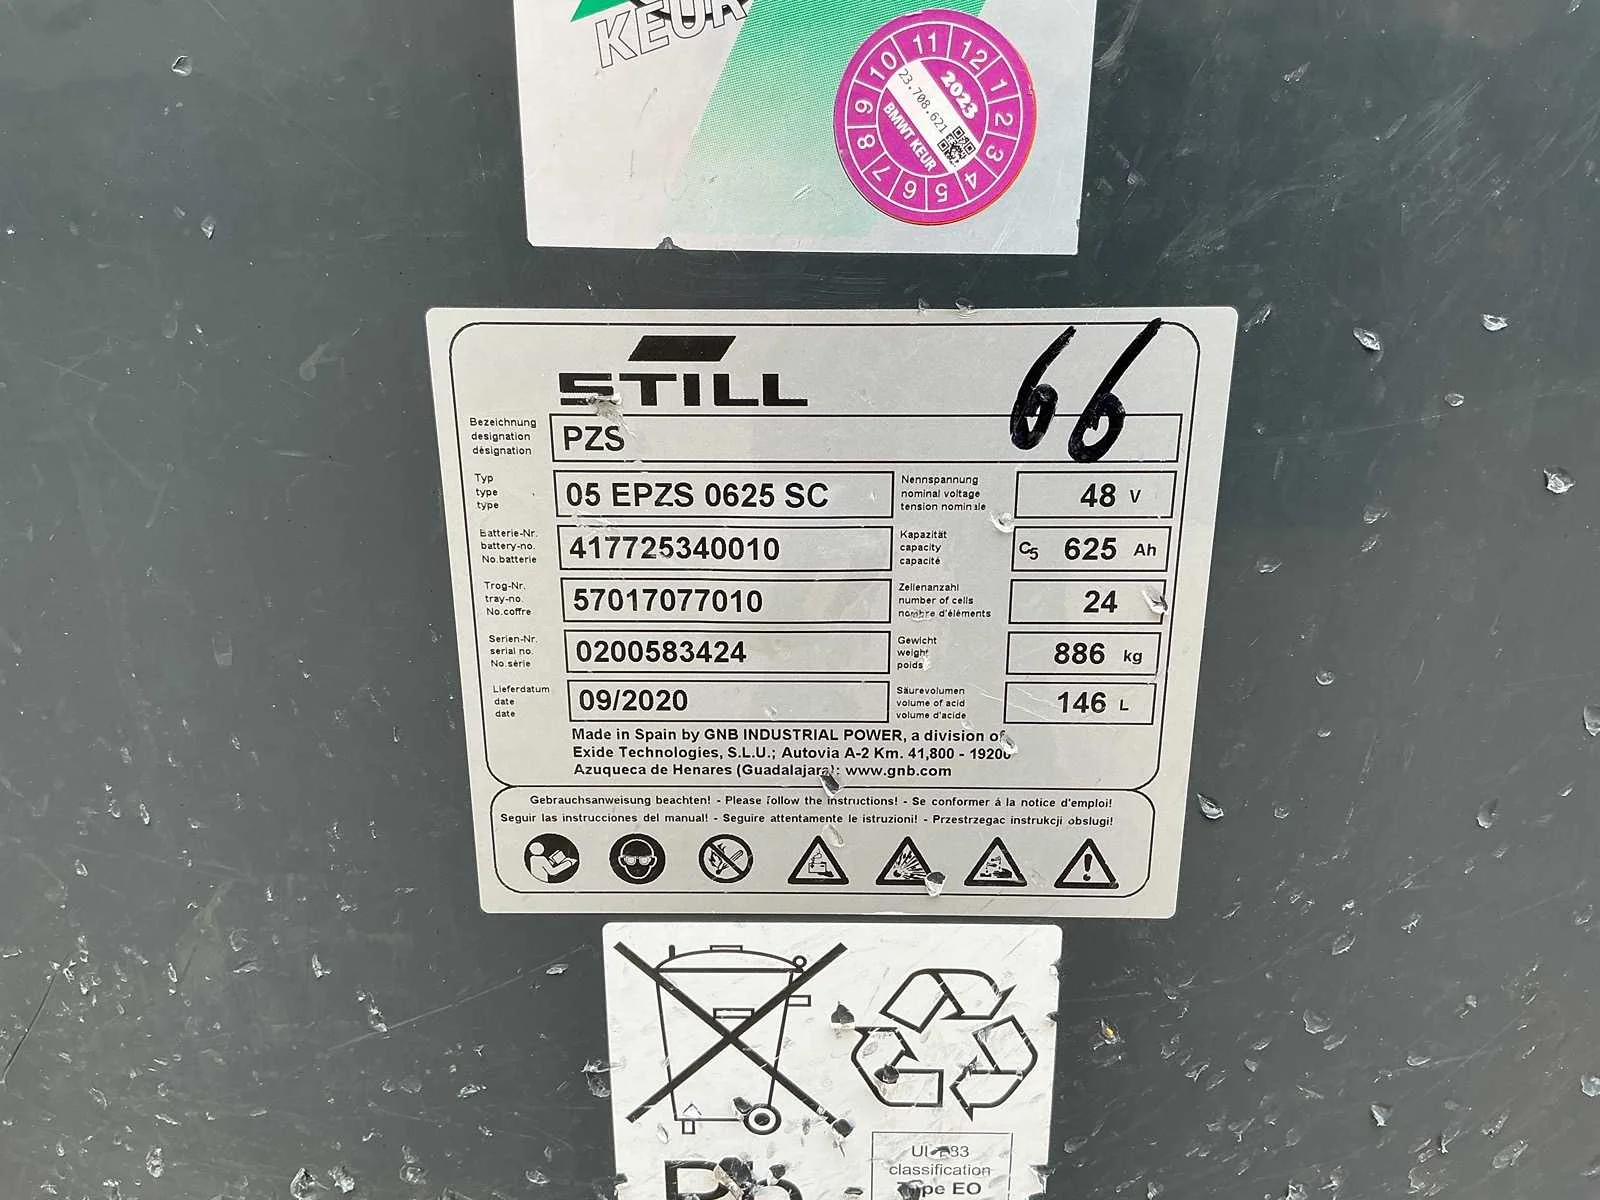 KEUR
11 12 1 2 3 4 5 6 7 8 9 10
2023
23.708.621
BMWT KEUR
STILL
66
Bezeichnung
designation
désignation
PZS
Typ
type
type
05 EPZS 0625 SC
Nennspannung
nominal voltage
tension nominale
48 V
Batterie-Nr.
battery-no.
No.batterie
417725340010
Kapazität
capacity
capacité
C5 625 Ah
Trog-Nr.
tray-no.
No.coffre
57017077010
Zellenanzahl
number of cells
nombre d'éléments
24
Serien-Nr.
serial no.
No.série
0200583424
Gewicht
weight
poids
886 kg
Lieferdatum
date
date
09/2020
Säurevolumen
volume of acid
volume d'acide
146 L
Made in Spain by GNB INDUSTRIAL POWER, a division of
Exide Technologies, S.L.U.; Autovia A-2 Km. 41,800 - 19200
Azuqueca de Henares (Guadalajara); www.gnb.com
Gebrauchsanweisung beachten! - Please follow the instructions! - Se conformer á la notice d'emploi!
Seguir las instrucciones del manual! - Seguire attentamente le istruzioni! - Przestrzegac instrukcji obslugi!
Pb
classification
EO